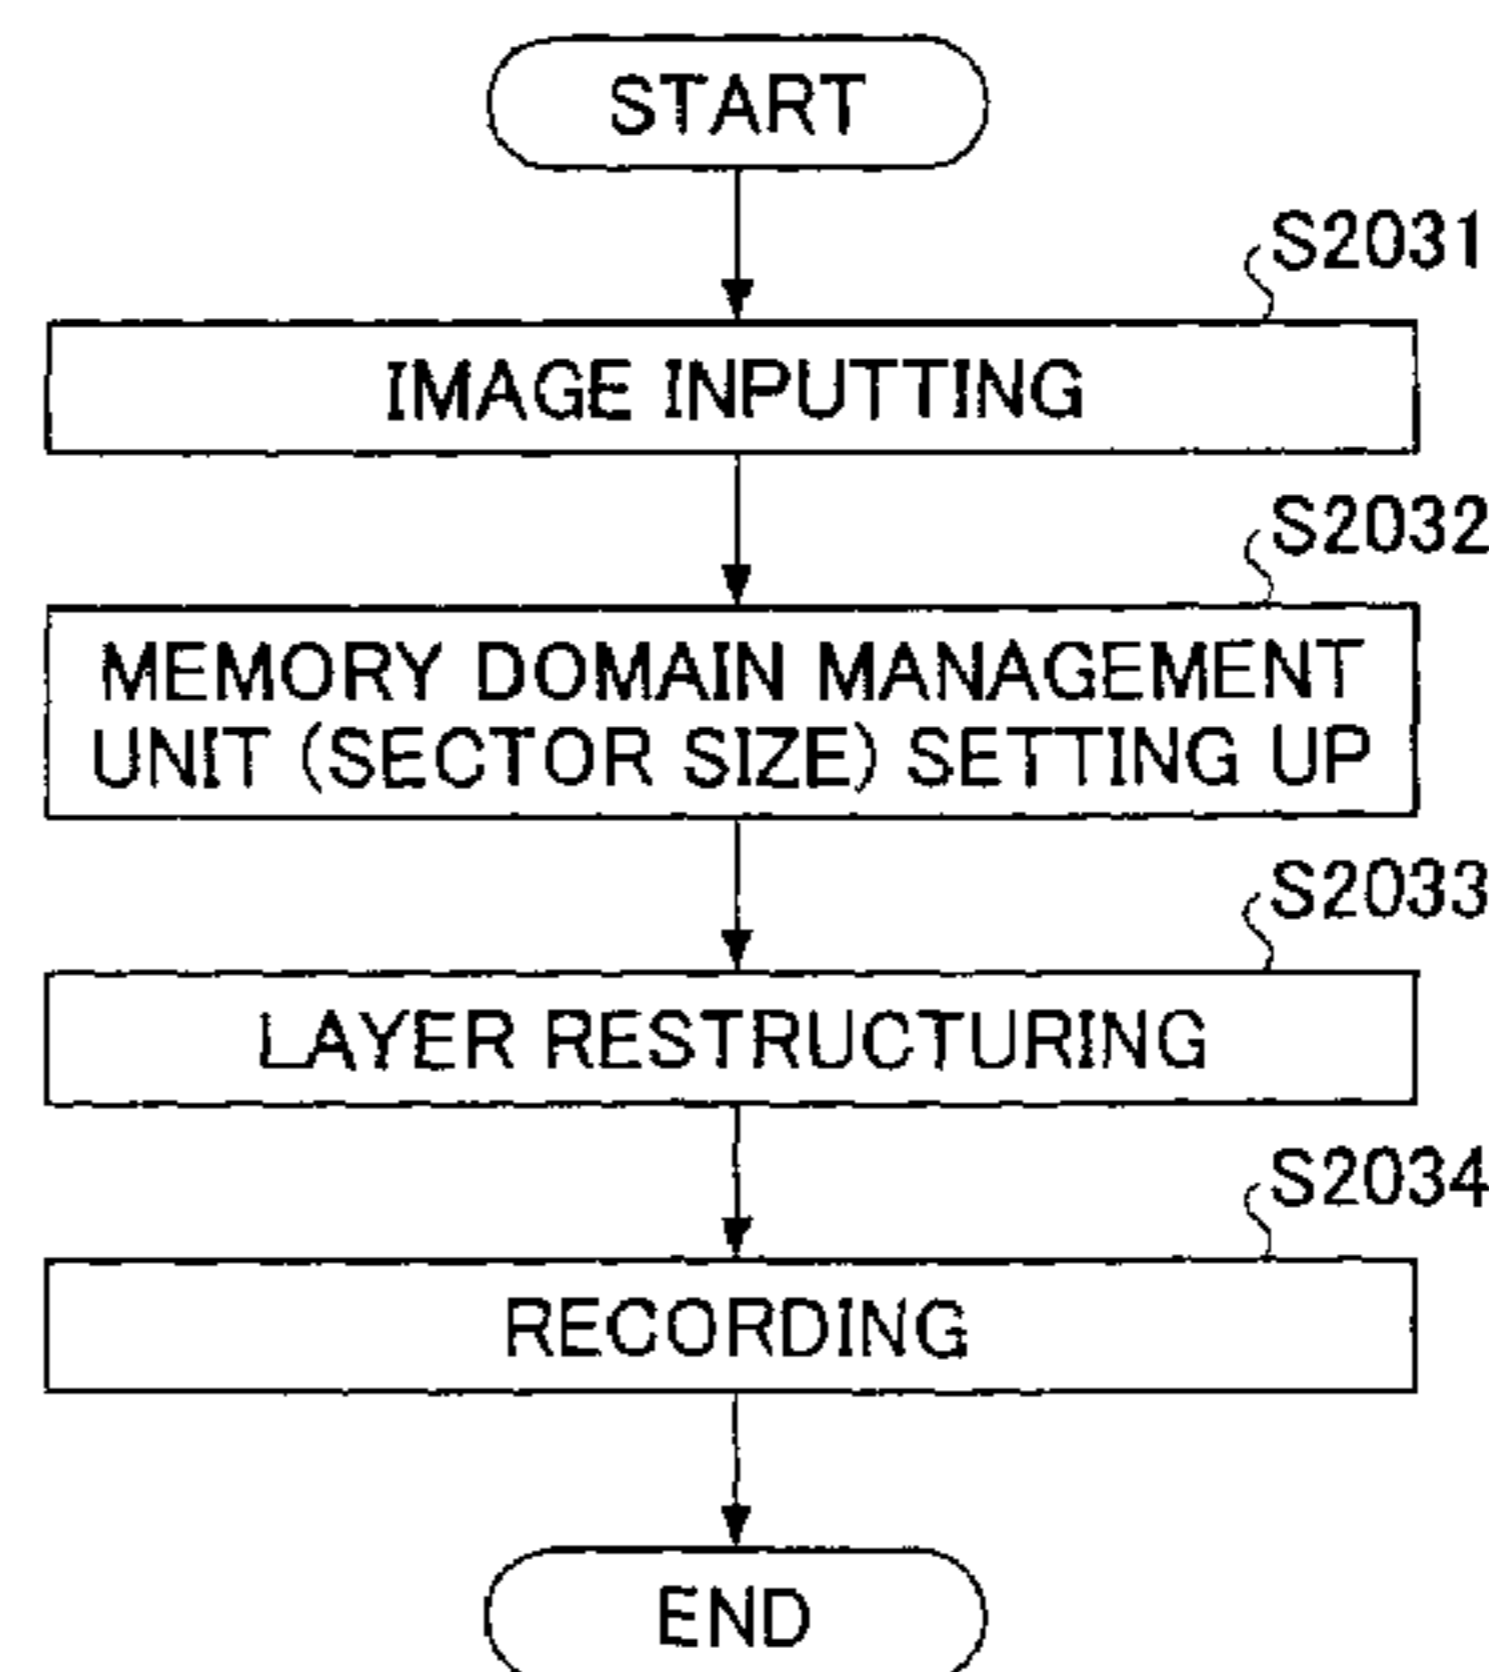 START
S2031
IMAGE INPUTTING
S2032
MEMORY DOMAIN MANAGEMENT
UNIT (SECTOR SIZE) SETTING UP
S2033
LAYER RESTRUCTURING
S2034
RECORDING
END